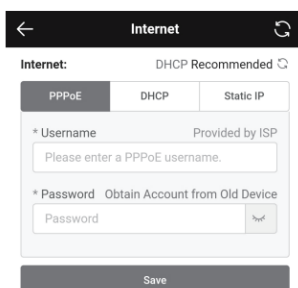 Internet
Internet: DHCP Recommended
PPPoE DHCP Static IP
* Username Provided by ISP
Please enter a PPPoE username.
* Password Obtain Account from Old Device
Password
Save